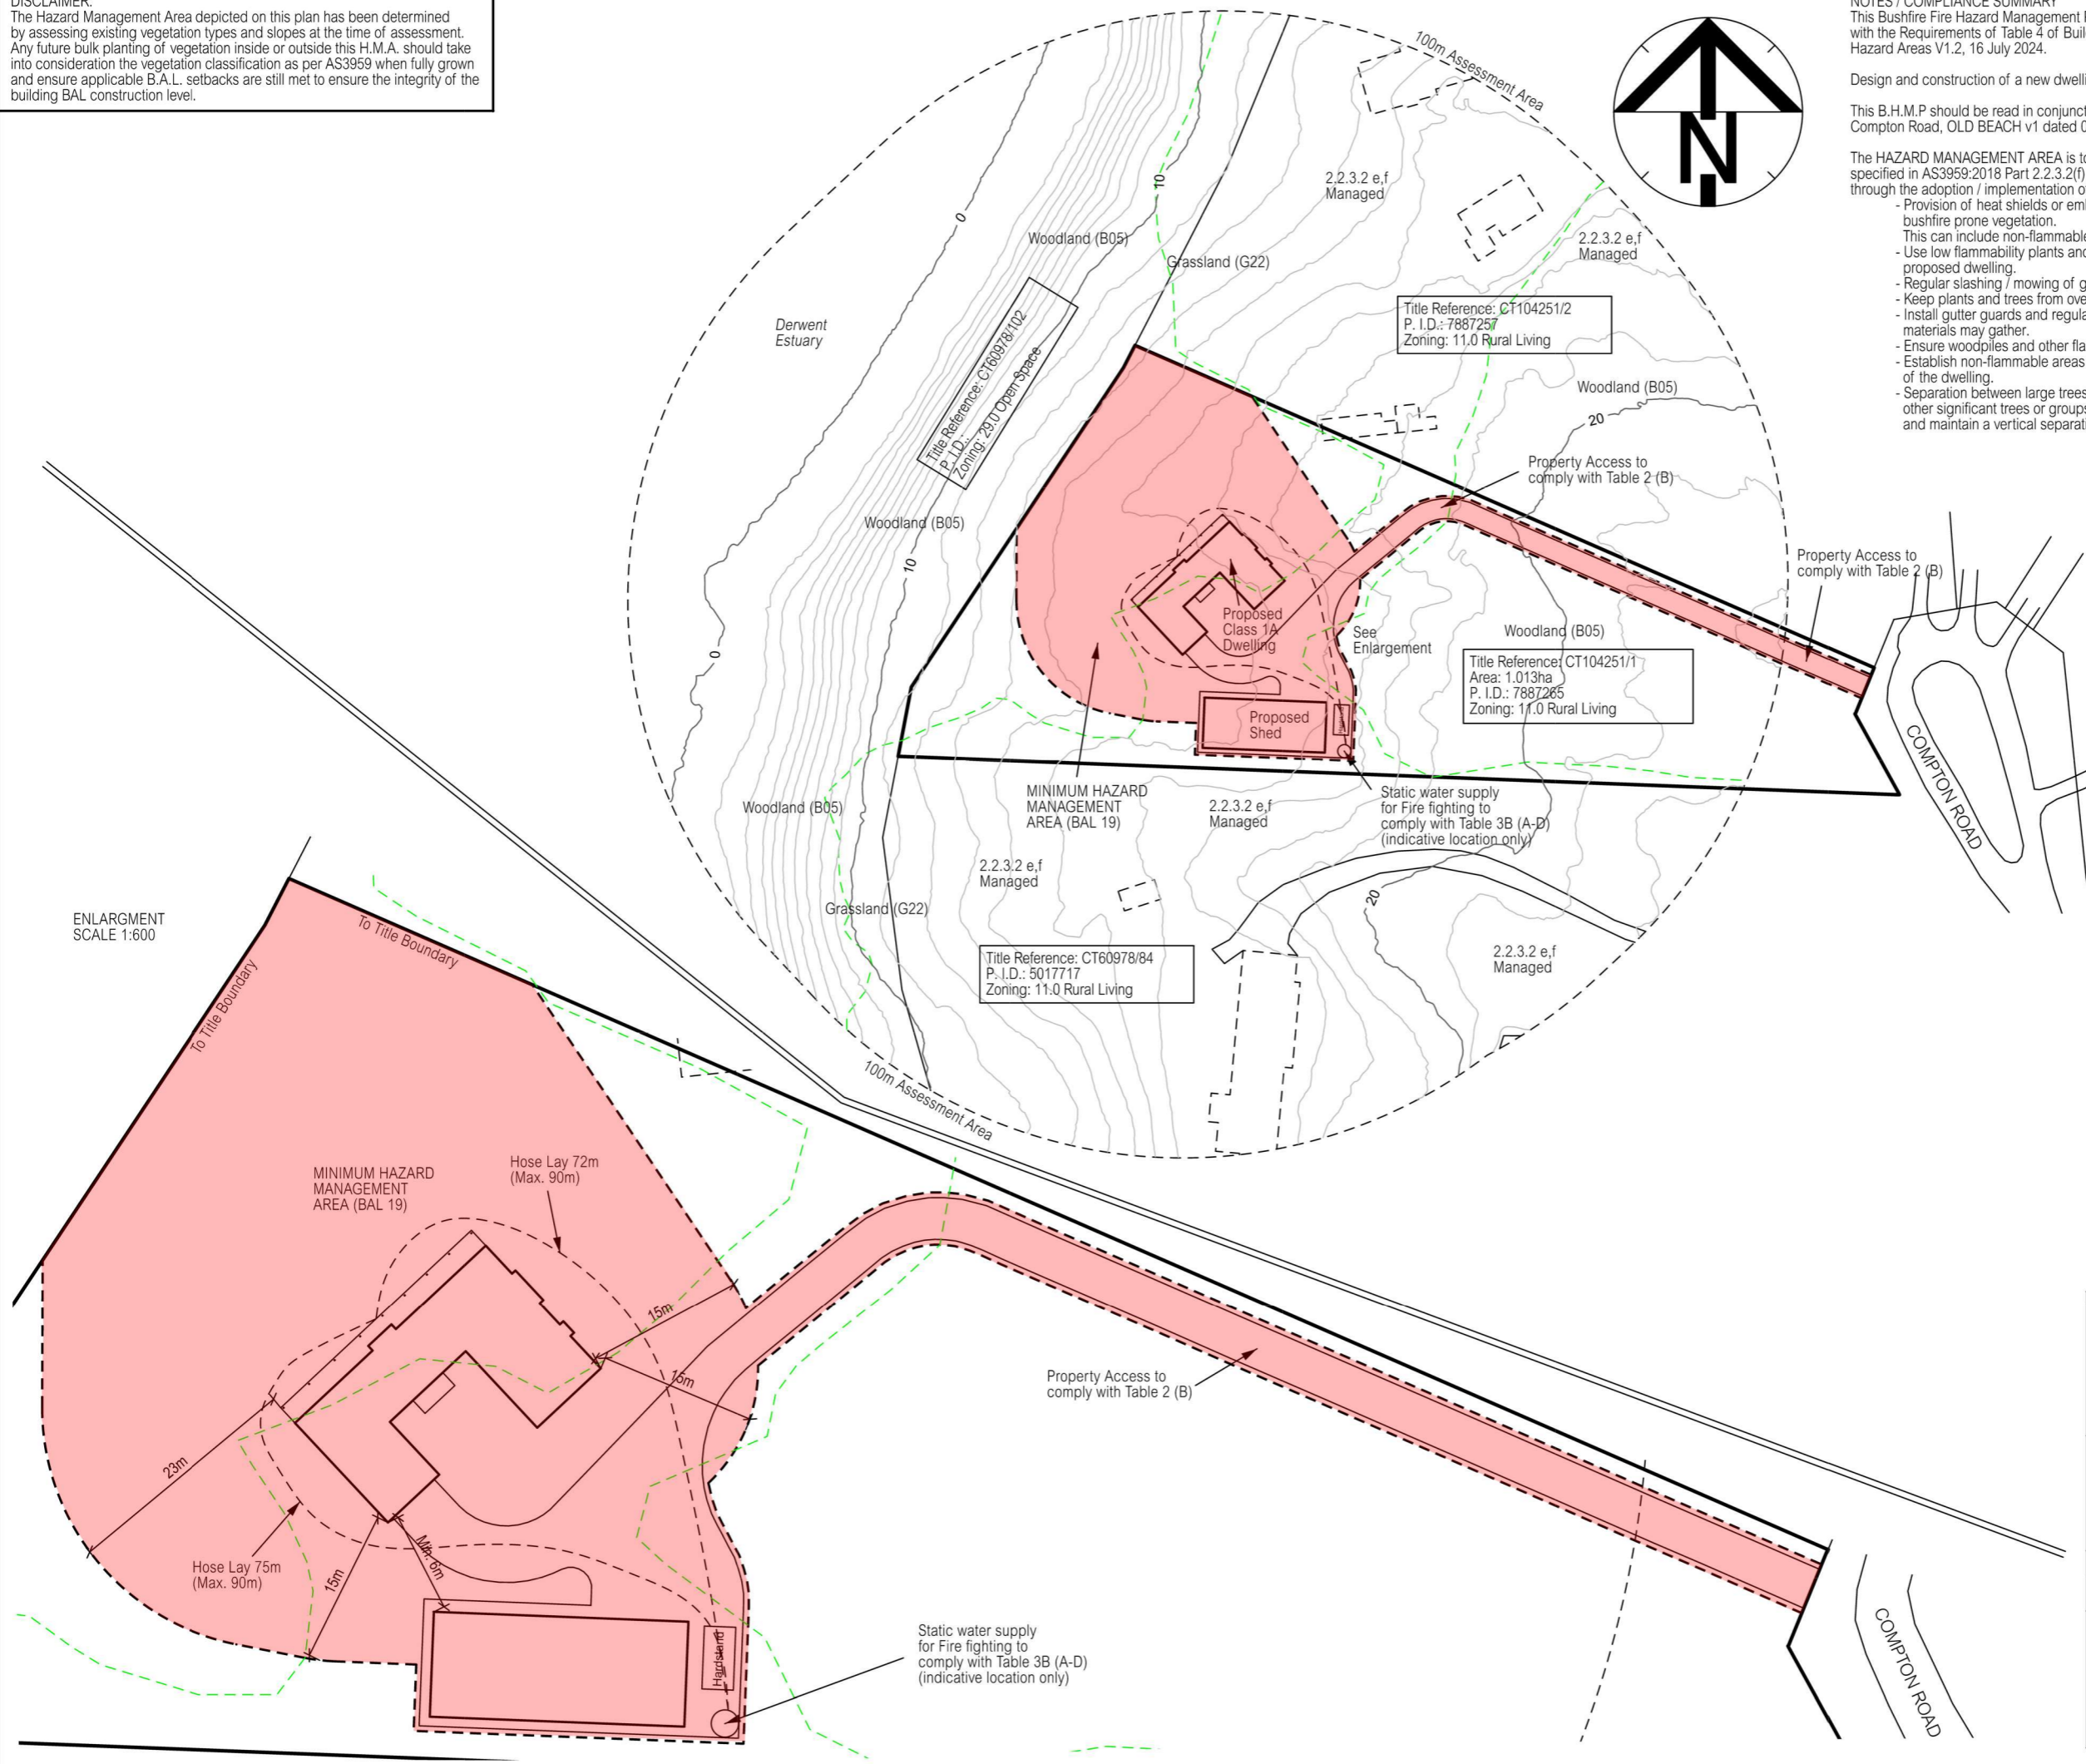 DISCLAIMER:
The Hazard Management Area depicted on this plan has been determined
by assessing existing vegetation types and slopes at the time of assessment.
Any future bulk planting of vegetation inside or outside this H.M.A. should take
into consideration the vegetation classification as per AS3959 when fully grown
and ensure applicable B.A.L. setbacks are still met to ensure the integrity of the
building BAL construction level.
NOTES / COMPLIANCE SUMMARY
This Bushfire Fire Hazard Management
with the Requirements of Table 4 of
Hazard Areas V1.2, 16 July 2024.
Design and construction of a new
This B.H.M.P should be read in
Compton Road, OLD BEACH v1 dated
The HAZARD MANAGEMENT AREA is
specified in AS3959:2018 Part 2.2.3.2(f)
through the adoption / implementation
- Provision of heat shields or
bushfire prone vegetation.
This can include
- Use low flammability plants
proposed dwelling.
- Regular slashing / mowing of
- Keep plants and trees from
- Install gutter guards and
materials may gather.
- Ensure woodpiles and other
- Establish non-flammable areas
of the dwelling.
- Separation between large trees
other significant trees or
and maintain a vertical
N
100m Assessment Area
0
10
2.2.3.2 e,f
Managed
Woodland (B05)
Grassland (G22)
2.2.3.2 e,f
Managed
Derwent
Estuary
Title Reference: CT60978/102
P. I.D.:
Zoning: 29.0 Open Space
Title Reference: CT104251/2
P. I.D.: 7887257
Zoning: 11.0 Rural Living
Woodland (B05)
20
Property Access to
comply with Table 2 (B)
Woodland (B05)
10
Property Access to
comply with Table 2 (B)
Proposed
Class 1A
Dwelling
See
Enlargement
Woodland (B05)
0
Title Reference: CT104251/1
Area: 1.013ha
P. I.D.: 7887265
Zoning: 11.0 Rural Living
Proposed
Shed
COMPTON ROAD
MINIMUM HAZARD
MANAGEMENT
AREA (BAL 19)
2.2.3.2 e,f
Managed
Static water supply
for Fire fighting to
comply with Table 3B (A-D)
(indicative location only)
Woodland (B05)
2.2.3.2 e,f
Managed
20
Grassland (G22)
Title Reference: CT60978/84
P. I.D.: 5017717
Zoning: 11.0 Rural Living
2.2.3.2 e,f
Managed
100m Assessment Area
ENLARGMENT
SCALE 1:600
To Title Boundary
To Title Boundary
MINIMUM HAZARD
MANAGEMENT
AREA (BAL 19)
Hose Lay 72m
(Max. 90m)
15m
15m
Property Access to
comply with Table 2 (B)
23m
Hose Lay 75m
(Max. 90m)
15m
Min. 6m
Hardstand
Static water supply
for Fire fighting to
comply with Table 3B (A-D)
(indicative location only)
COMPTON ROAD